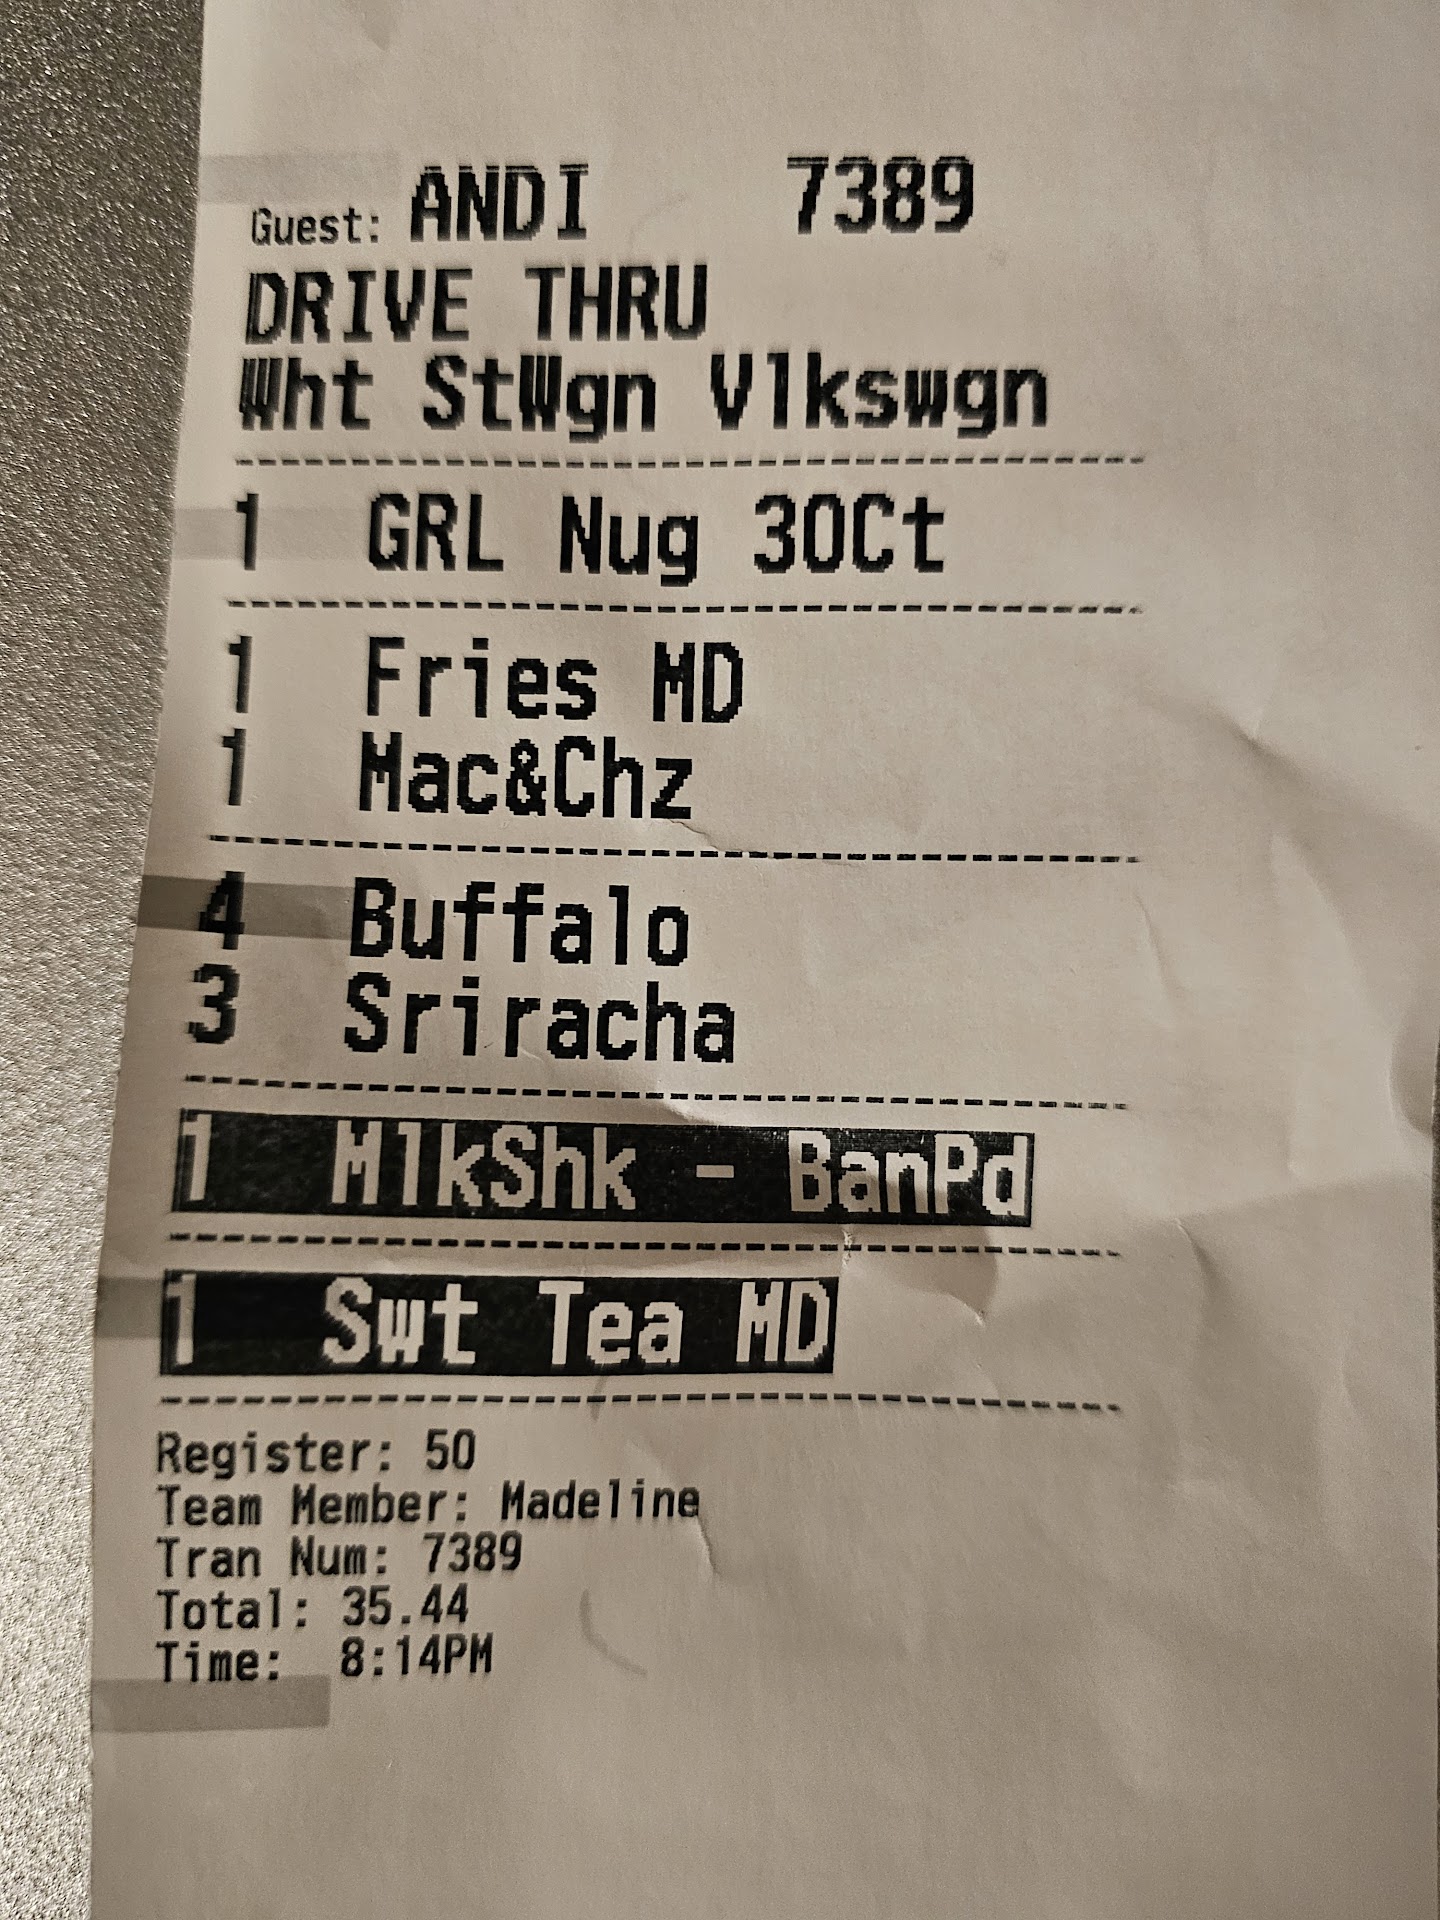 Guest: ANDI 7389
DRIVE THRU
Wht StWgn Vlkswgn
1 GRL Nug 30Ct
1 Fries MD
1 Mac&Chz
4 Buffalo
3 Sriracha
1 MlkShk - BanPd
1 Swt Tea MD
Register: 50
Team Member: Madeline
Tran Num: 7389
Total: 35.44
Time: 8:14PM